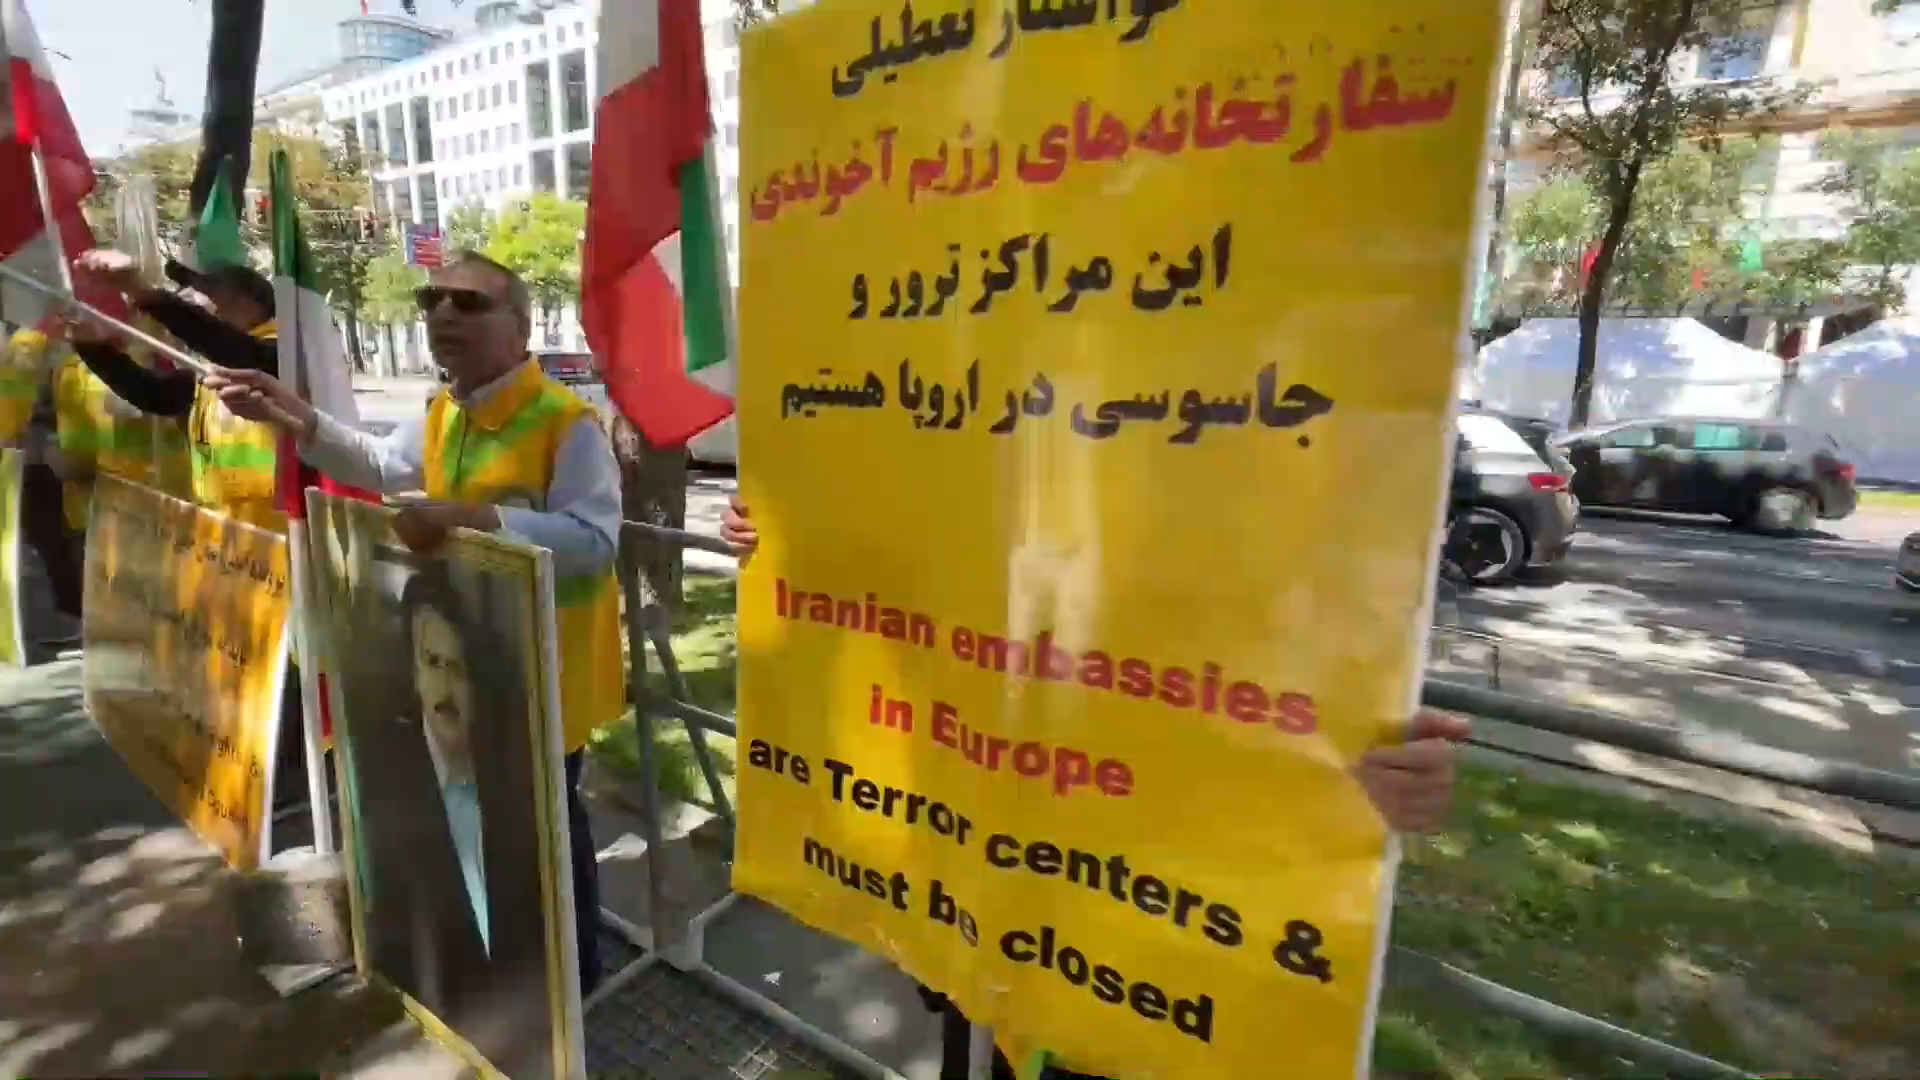 خواستار تعطیلی
سفارتخانه‌های رژیم آخوندی
این مراکز ترور و
جاسوسی در اروپا هستیم
Iranian embassies
in Europe
are Terror centers &
must be closed